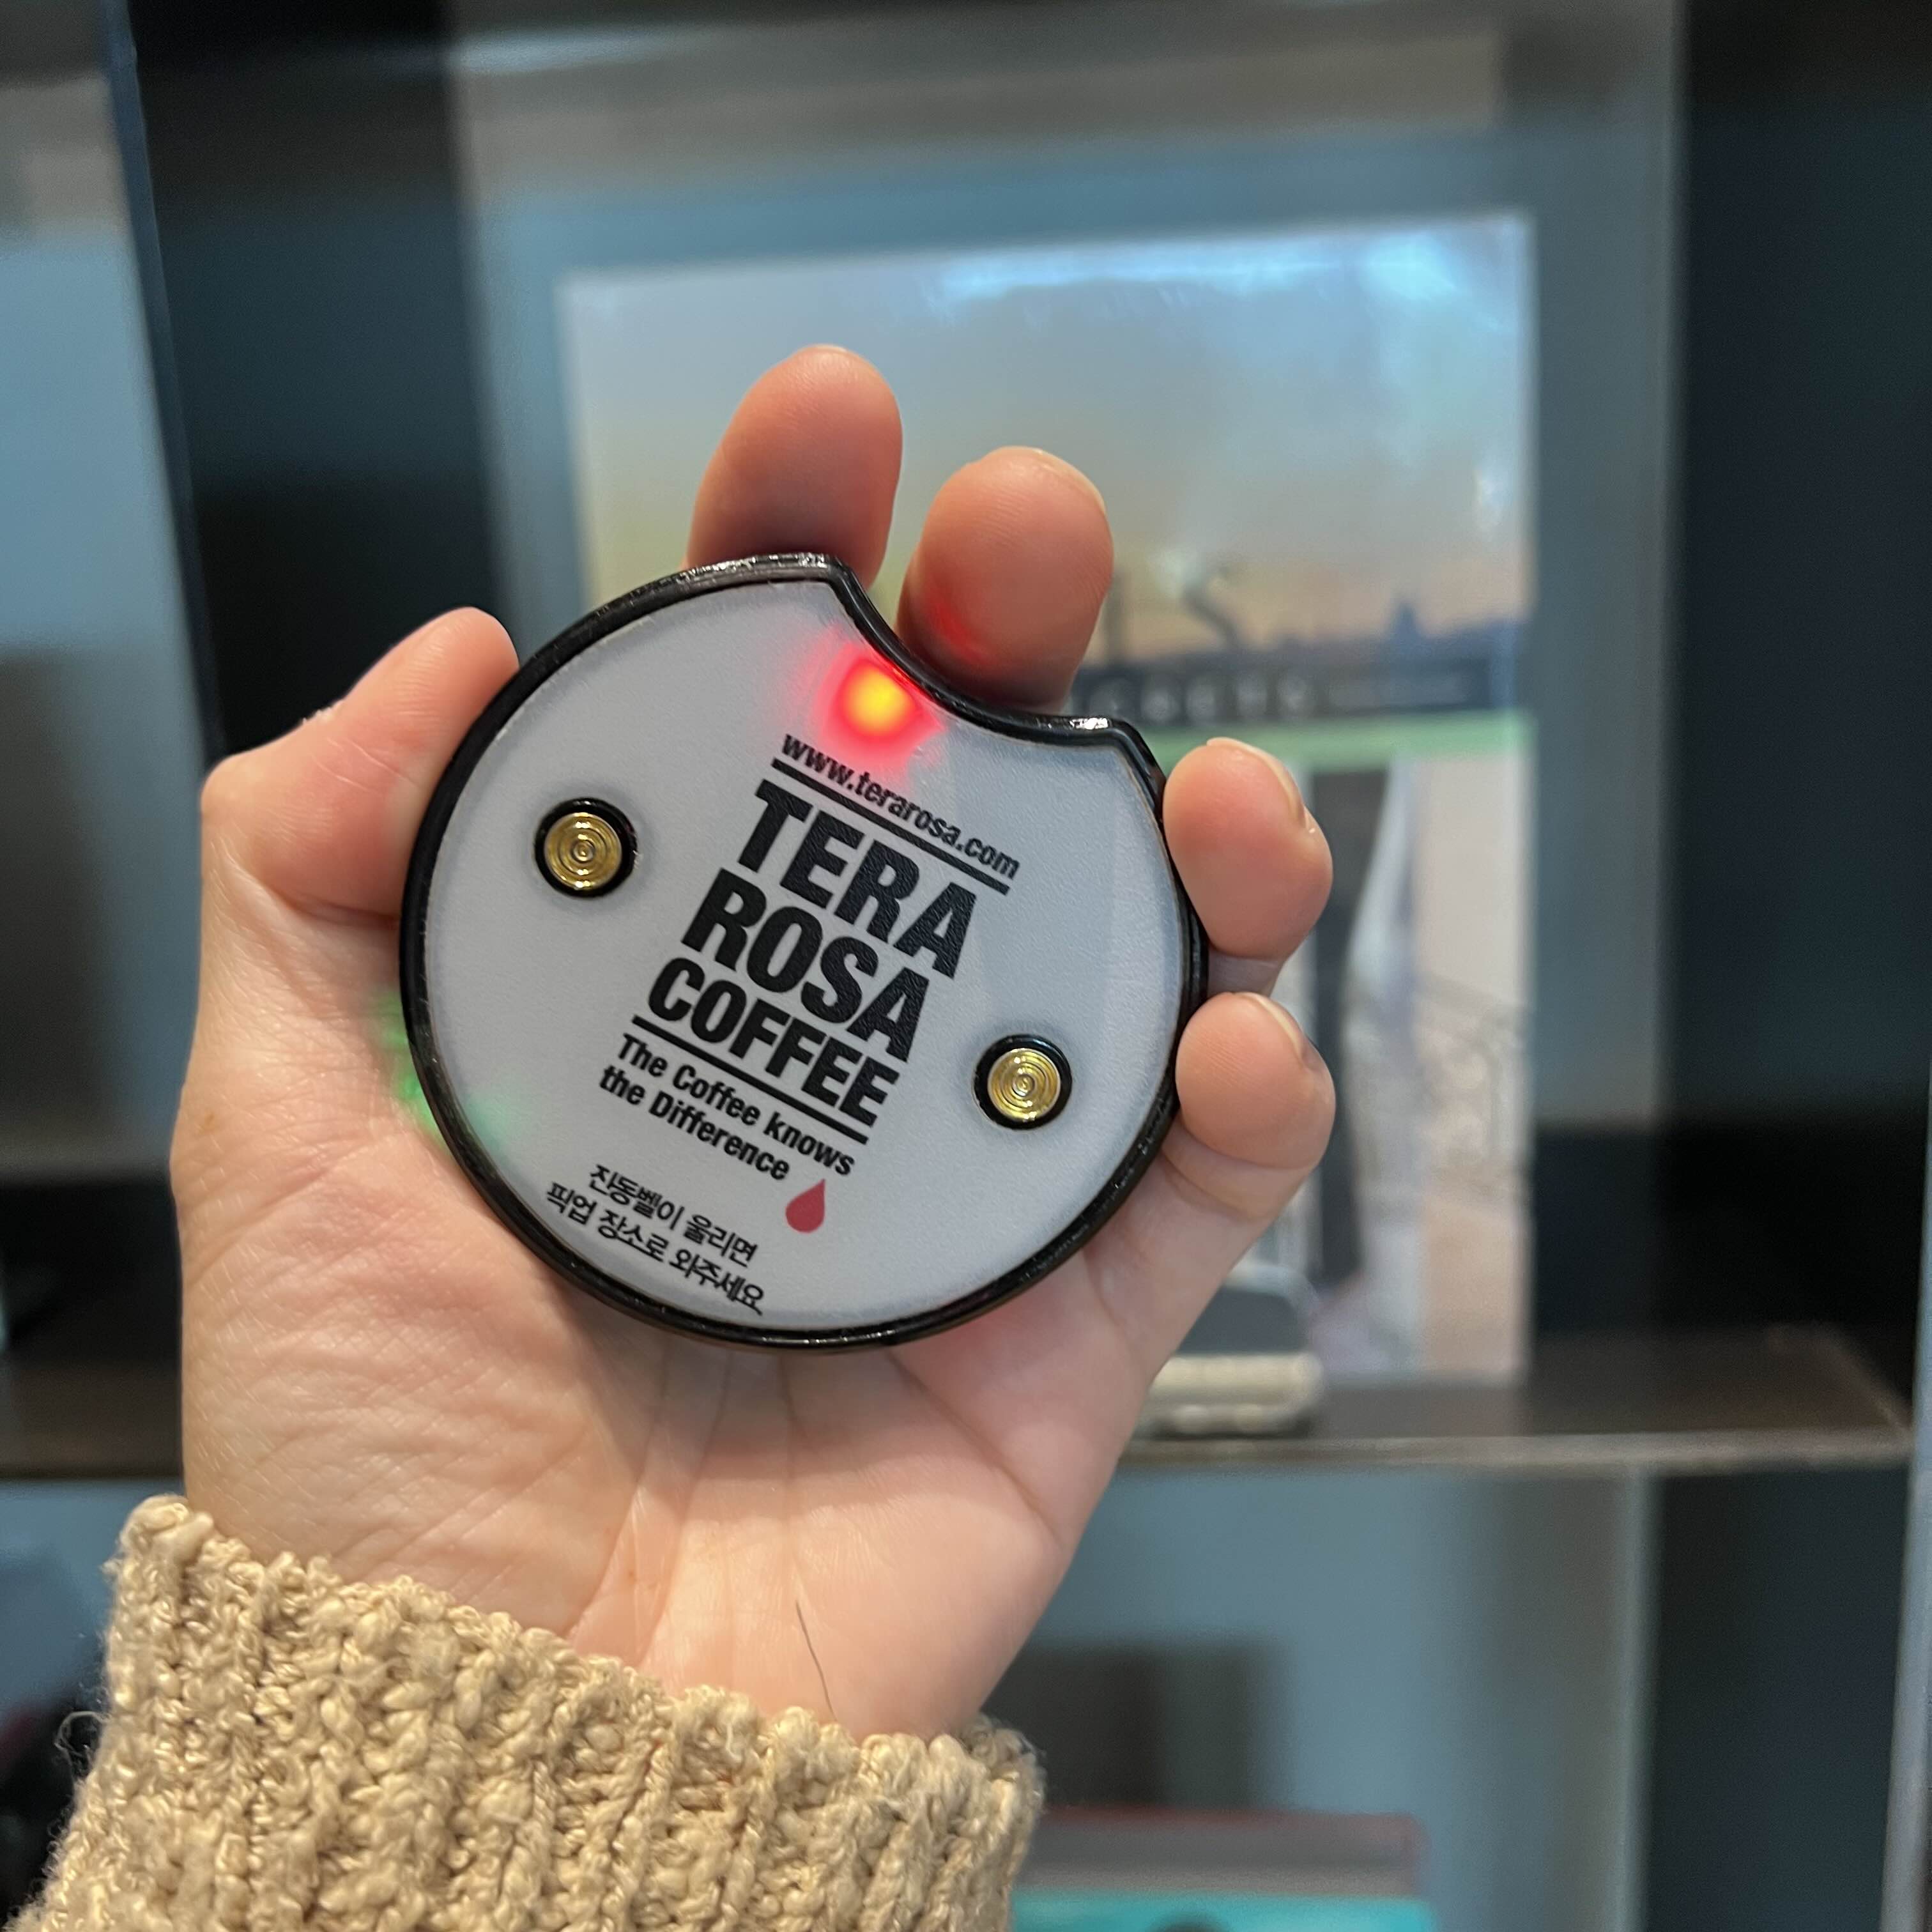 www.terarosa.com
TERA
ROSA
COFFEE
The Coffee knows
the Difference
진동벨이 울리면
픽업 장소로 와주세요